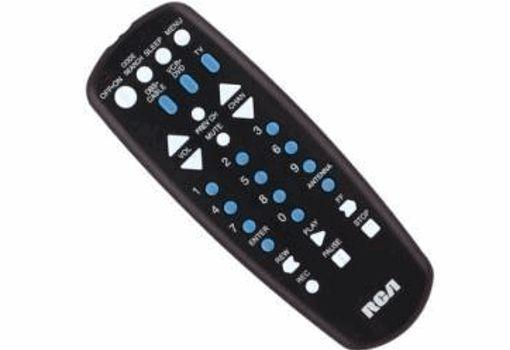 OFF•ON
CODE SEARCH
SLEEP
MENU
DBS•
CABLE
VCR•
DVD
TV
VOL
PREV CH
MUTE
CHAN
1
2
3
4
5
6
7
8
9
ENTER
0
ANTENNA
REW
PLAY
FF
REC
PAUSE
STOP
RCA